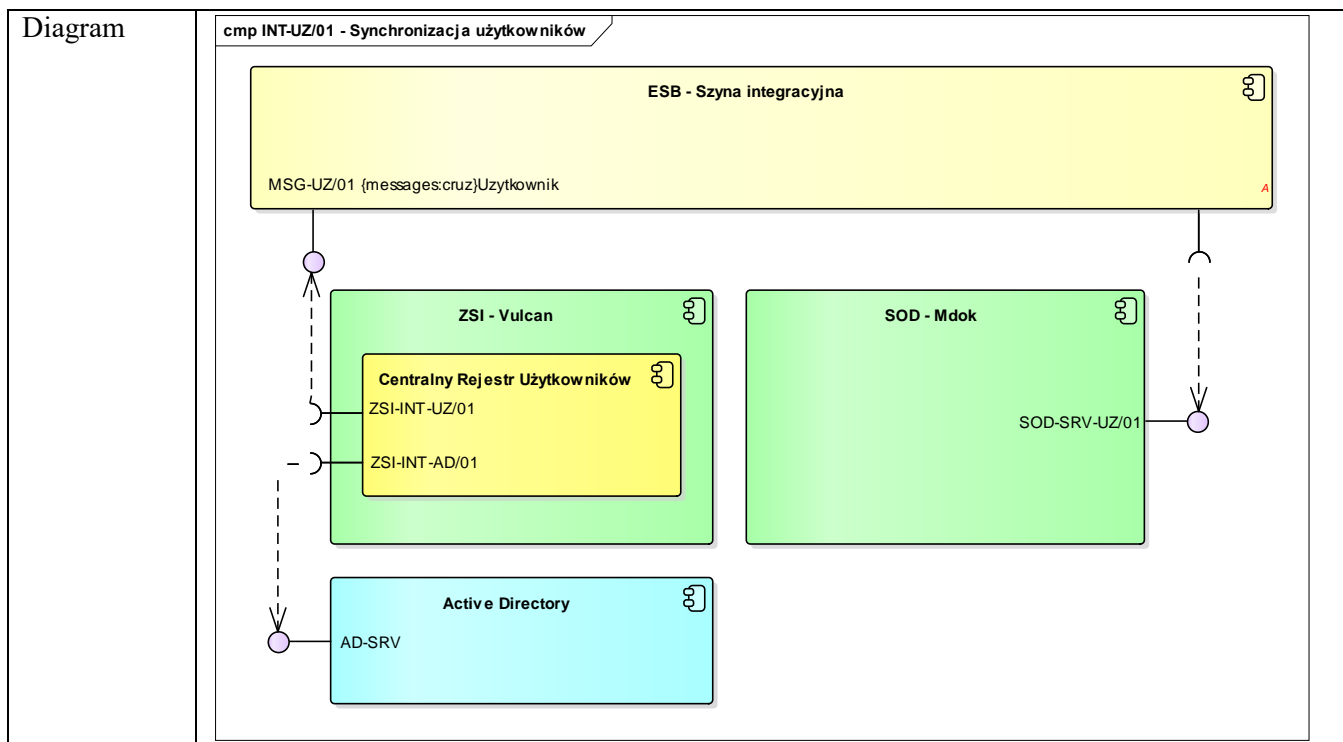 Diagram
cmp INT-UZ/01 - Synchronizacja użytkowników
ESB - Szyna integracyjna
MSG-UZ/01 {messages:cruz}Uzytkownik
A
ZSI - Vulcan
SOD - Mdok
Centralny Rejestr Użytkowników
ZSI-INT-UZ/01
SOD-SRV-UZ/01
ZSI-INT-AD/01
Active Directory
AD-SRV